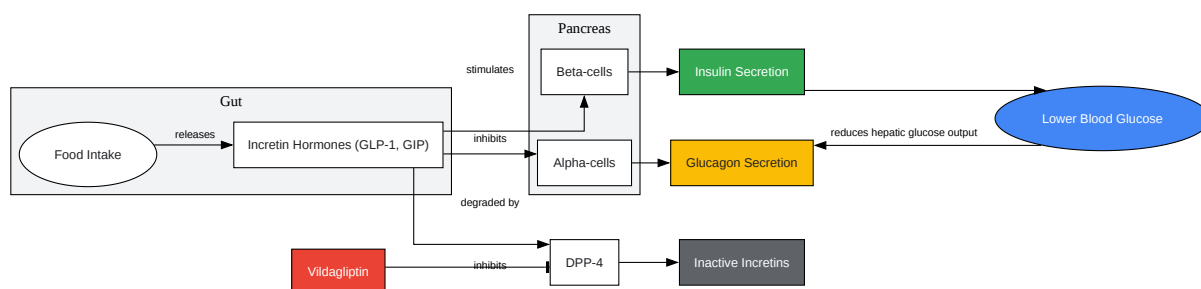 Pancreas
stimulates
Beta-cells
Insulin Secretion
Gut
Food Intake
releases
Incretin Hormones (GLP-1, GIP)
inhibits
Alpha-cells
Glucagon Secretion
reduces hepatic glucose output
Lower Blood Glucose
degraded by
Vildagliptin
inhibits
DPP-4
Inactive Incretins